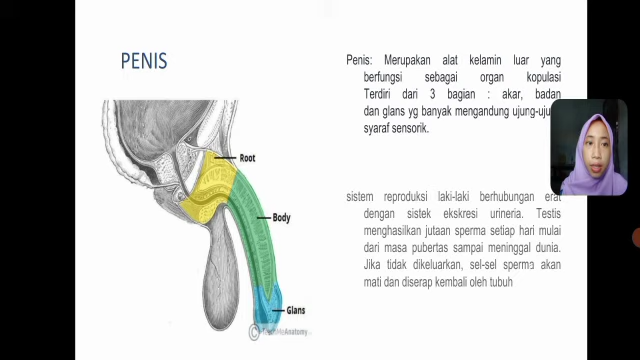 PENIS
Penis: Merupakan alat kelamin luar yang
berfungsi sebagai organ kopulasi
Terdiri dari 3 bagian : akar, badan
dan glans yg banyak mengandung ujung-uju
syaraf sensorik.
Root
Body
Glans
sistem reproduksi laki-laki berhubungan erat
dengan sistek ekskresi urineria. Testis
menghasilkan jutaan sperma setiap hari mulai
dari masa pubertas sampai meninggal dunia.
Jika tidak dikeluarkan, sel-sel sperma akan
mati dan diserap kembali oleh tubuh